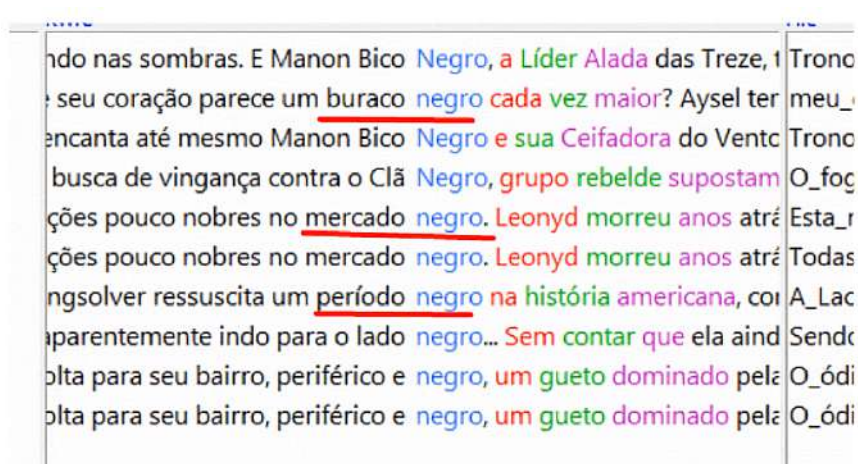 ndo nas sombras. E Manon Bico Negro, a Líder Alada das Treze, Trono
seu coração parece um buraco negro cada vez maior? Aysel ter meu_
encanta até mesmo Manon Bico Negro e sua Ceifadora do Vento Trono
busca de vingança contra o Clã Negro, grupo rebelde supostam O_fog
ções pouco nobres no mercado negro. Leonyd morreu anos atrá Esta_
ções pouco nobres no mercado negro. Leonyd morreu anos atrá Todas
ngsolver ressuscita um período negro na história americana, cor A_Lac
aparentemente indo para o lado negro... Sem contar que ela aind Send
olta para seu bairro, periférico e negro, um gueto dominado pela O_ódi
olta para seu bairro, periférico e negro, um gueto dominado pela O_ódi